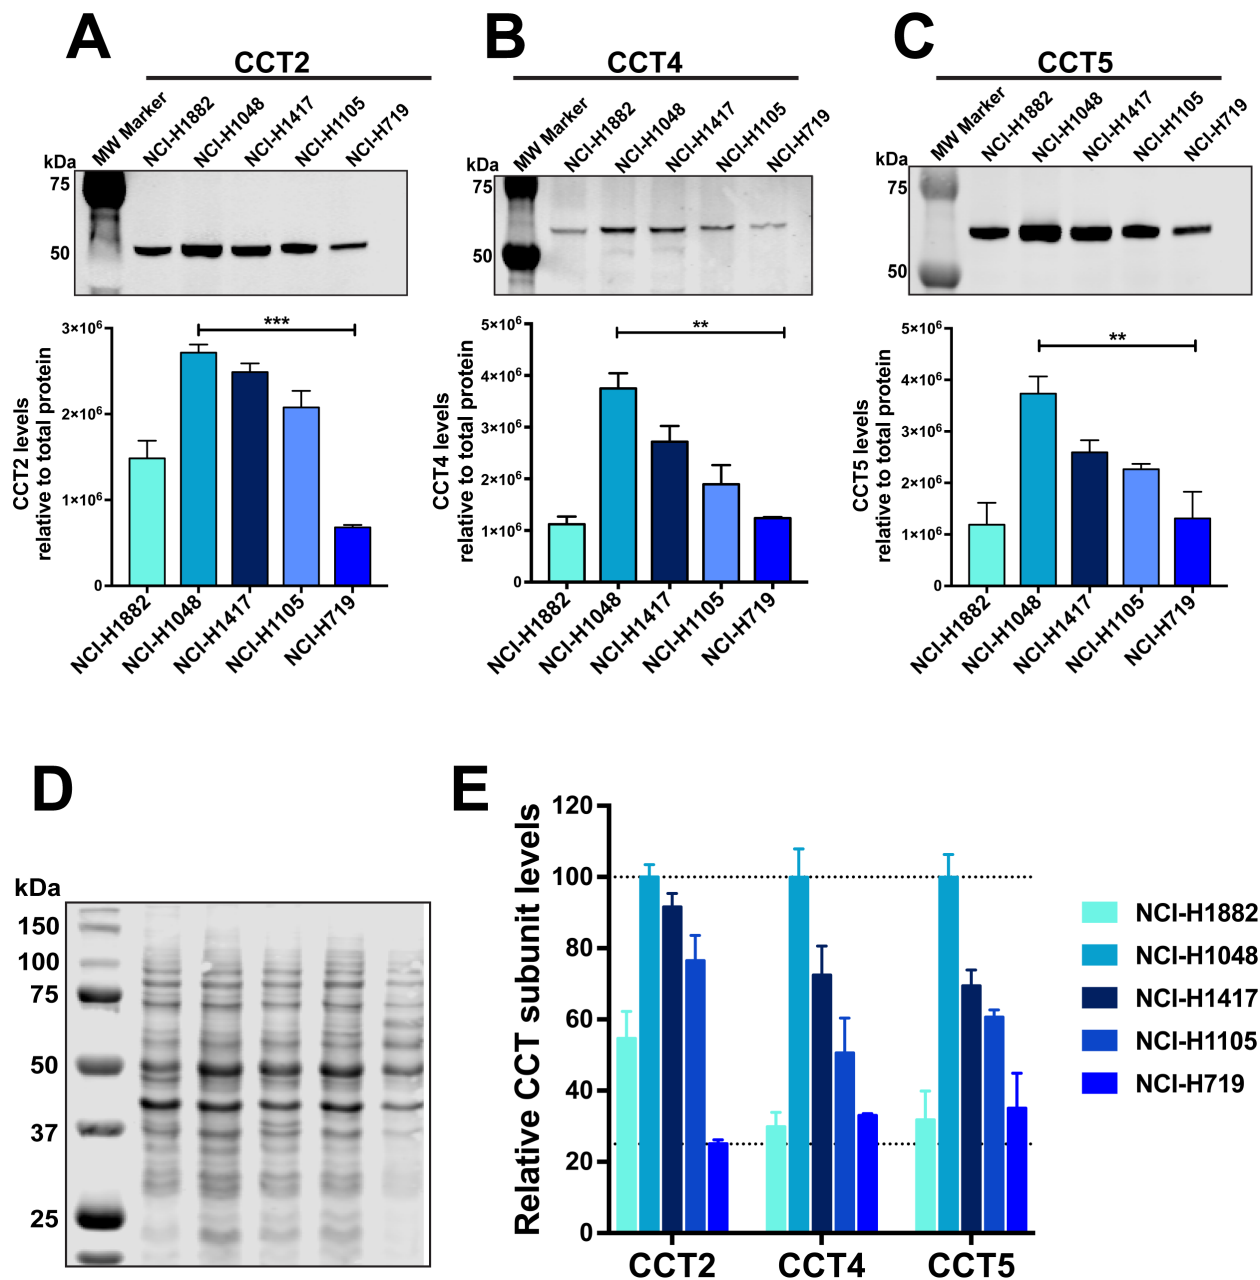 A
CCT2
MW Marker
NCI-H1882
NCI-H1048
NCI-H1417
NCI-H1105
NCI-H719
kDa
75
50
3×10⁶
2×10⁶
1×10⁶
0
***
CCT2 levels
relative to total protein
NCI-H1882
NCI-H1048
NCI-H1417
NCI-H1105
NCI-H719
B
CCT4
MW Marker
NCI-H1882
NCI-H1048
NCI-H1417
NCI-H1105
NCI-H719
kDa
75
50
5×10⁶
4×10⁶
3×10⁶
2×10⁶
1×10⁶
0
**
CCT4 levels
relative to total protein
NCI-H1882
NCI-H1048
NCI-H1417
NCI-H1105
NCI-H719
C
CCT5
MW Marker
NCI-H1882
NCI-H1048
NCI-H1417
NCI-H1105
NCI-H719
kDa
75
50
5×10⁶
4×10⁶
3×10⁶
2×10⁶
1×10⁶
0
**
CCT5 levels
relative to total protein
NCI-H1882
NCI-H1048
NCI-H1417
NCI-H1105
NCI-H719
D
kDa
150
100
75
50
37
25
E
Relative CCT subunit levels
120
100
80
60
40
20
0
CCT2
CCT4
CCT5
NCI-H1882
NCI-H1048
NCI-H1417
NCI-H1105
NCI-H719